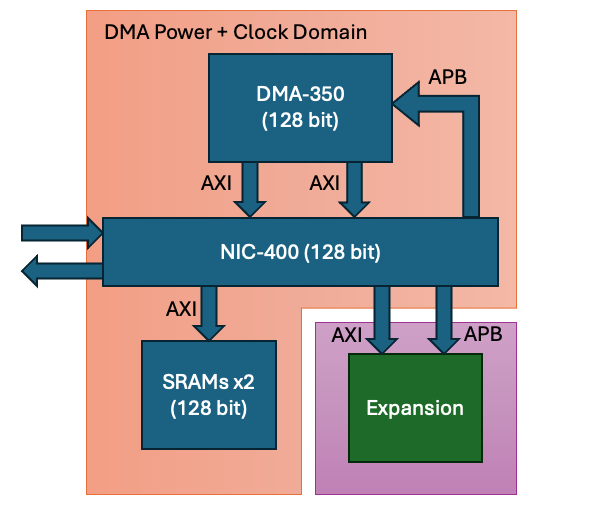 DMA Power + Clock Domain
DMA-350
(128 bit)
APB
AXI
AXI
NIC-400 (128 bit)
AXI
AXI
APB
SRAMs x2
(128 bit)
Expansion